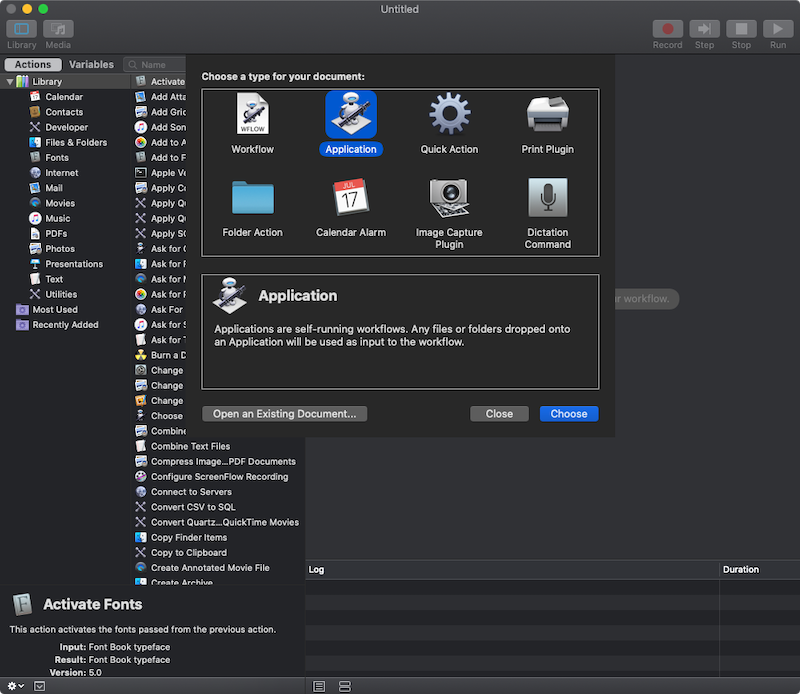 Untitled
Library
Media
Record
Step
Stop
Run
Actions
Variables
Name
Library
Calendar
Contacts
Developer
Files & Folders
Fonts
Internet
Mail
Movies
Music
PDFs
Photos
Presentations
Text
Utilities
Most Used
Recently Added
Activate
Add Atta
Add Grid
Add Son
Add to A
Add to F
Apple Ve
Apply Co
Apply Qu
Apply Qu
Apply SQ
Ask for C
Ask for F
Ask for M
Ask for P
Ask For
Ask for S
Ask for T
Burn a D
Change
Change
Change
Choose
Combine
Combine Text Files
Compress Image...PDF Documents
Configure ScreenFlow Recording
Connect to Servers
Convert CSV to SQL
Convert Quartz...QuickTime Movies
Copy Finder Items
Copy to Clipboard
Create Annotated Movie File
Create Archive
Choose a type for your document:
WFLOW
Workflow
Application
Quick Action
Print Plugin
Folder Action
JUL
17
Calendar Alarm
Image Capture
Plugin
Dictation
Command
Application
Applications are self-running workflows. Any files or folders dropped onto
an Application will be used as input to the workflow.
Open an Existing Document...
Close
Choose
ur workflow.
Log
Duration
Activate Fonts
This action activates the fonts passed from the previous action.
Input: Font Book typeface
Result: Font Book typeface
Version: 5.0